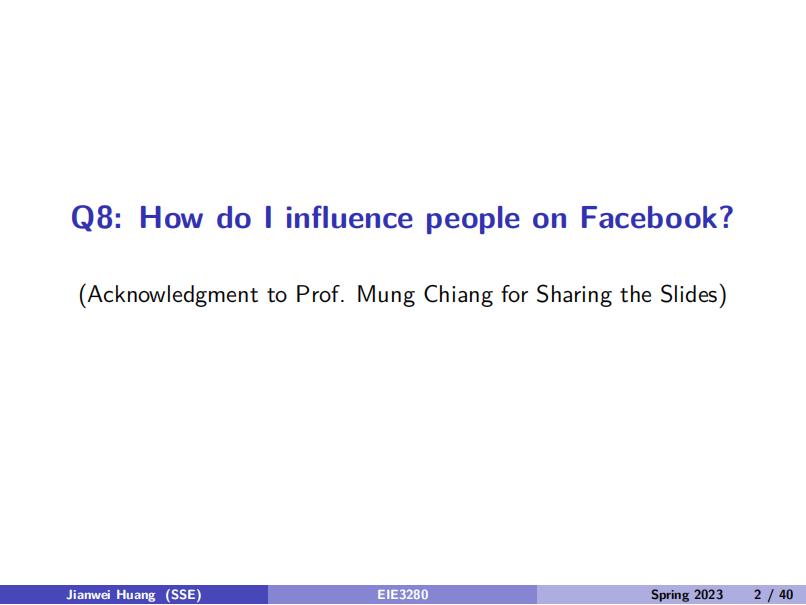 Q8: How do I influence people on Facebook?
(Acknowledgment to Prof. Mung Chiang for Sharing the Slides)
Jianwei Huang (SSE) EIE3280 Spring 2023 2 / 40